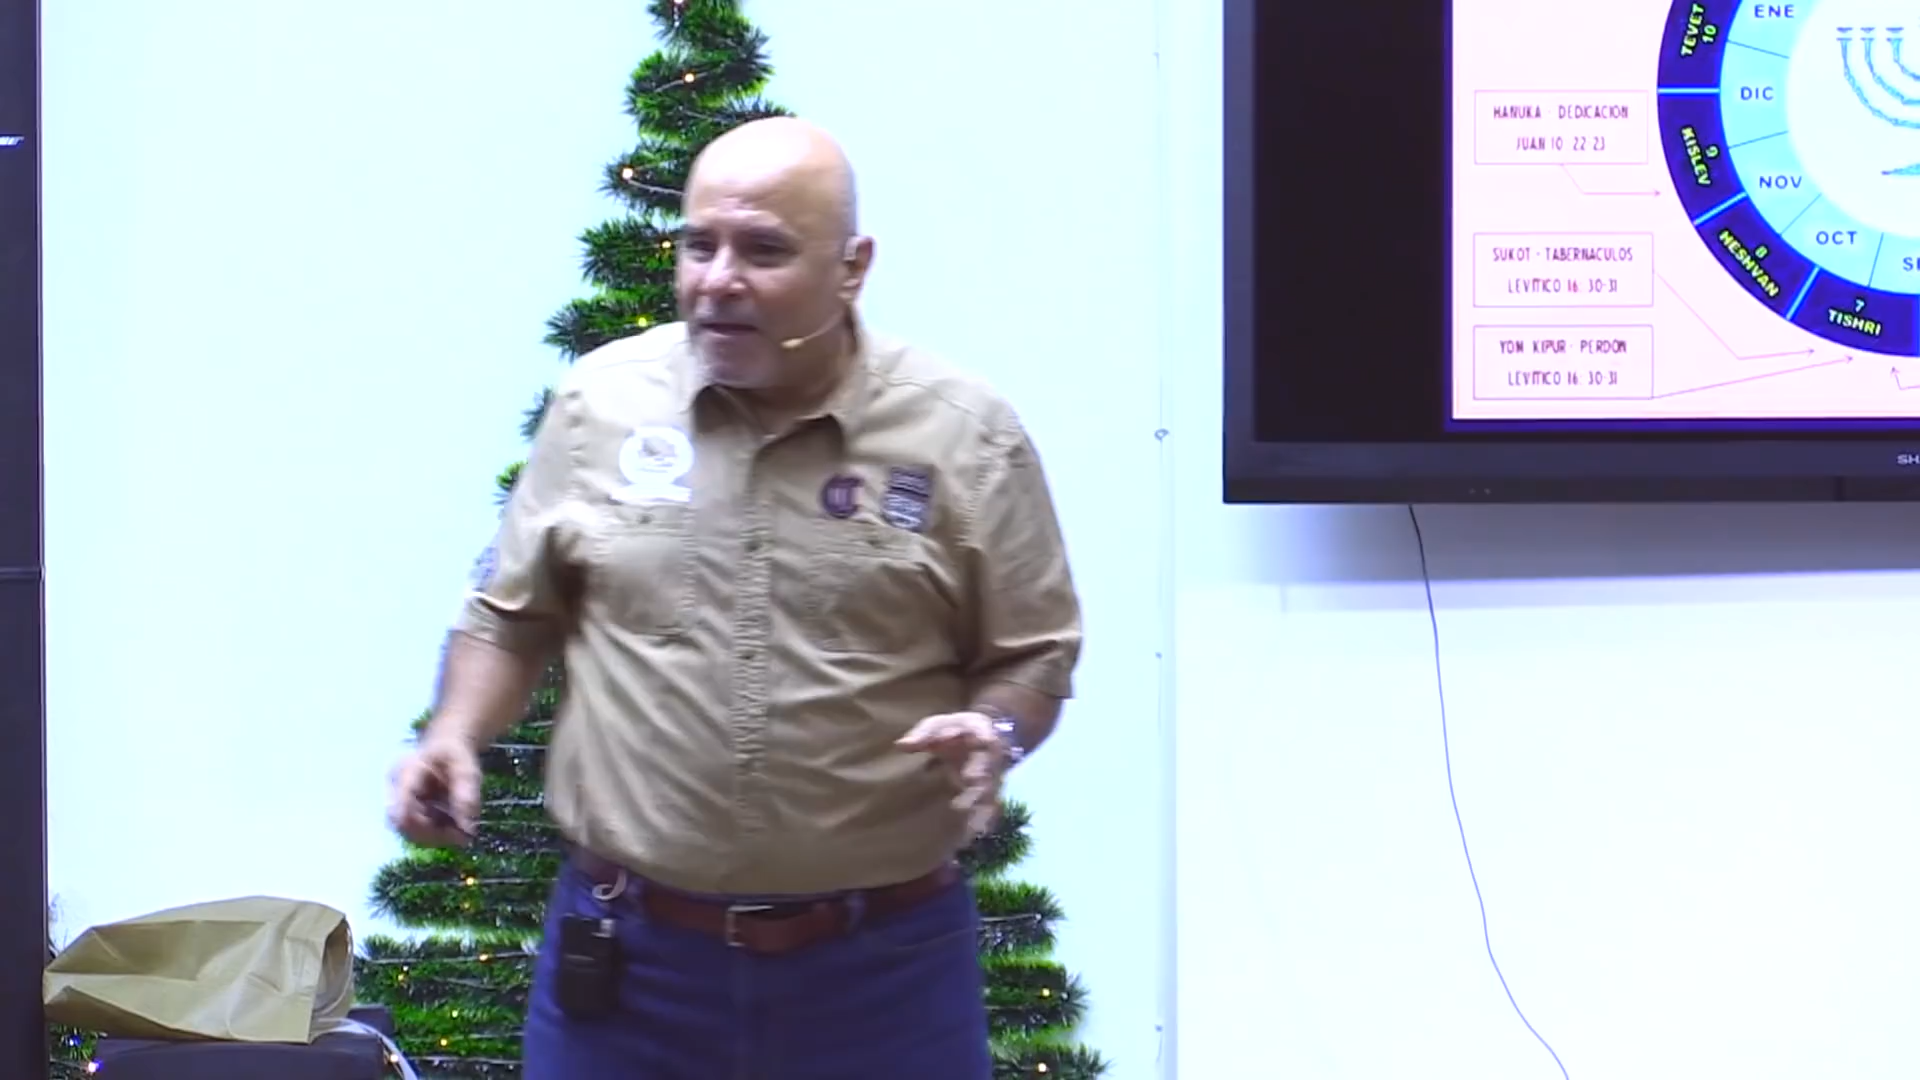 ENE
TEVET
10
DIC
HANUKA - DEDICACION
JUAN 10: 22-23
9
KISLEV
NOV
8
HESHVAN
OCT
SUKOT - TABERNACULOS
LEVITICO 16: 30-31
7
TISHRI
YOM KIPUR - PERDON
LEVITICO 16: 30-31